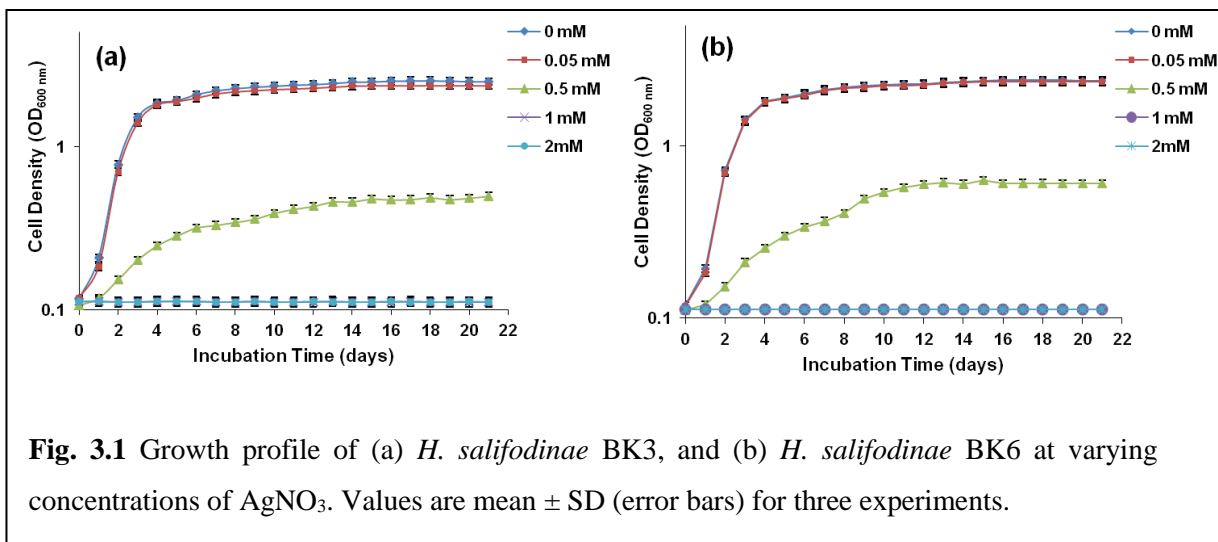 (a)
0 mM
0.05 mM
0.5 mM
1 mM
2mM
Cell Density (OD600 nm)
1
0.1
0 2 4 6 8 10 12 14 16 18 20 22
Incubation Time (days)
(b)
0 mM
0.05 mM
0.5 mM
1 mM
2mM
Cell Density (OD600 nm)
1
0.1
0 2 4 6 8 10 12 14 16 18 20 22
Incubation Time (days)
Fig. 3.1 Growth profile of (a) H. salifodinae BK3, and (b) H. salifodinae BK6 at varying
concentrations of AgNO3. Values are mean ± SD (error bars) for three experiments.